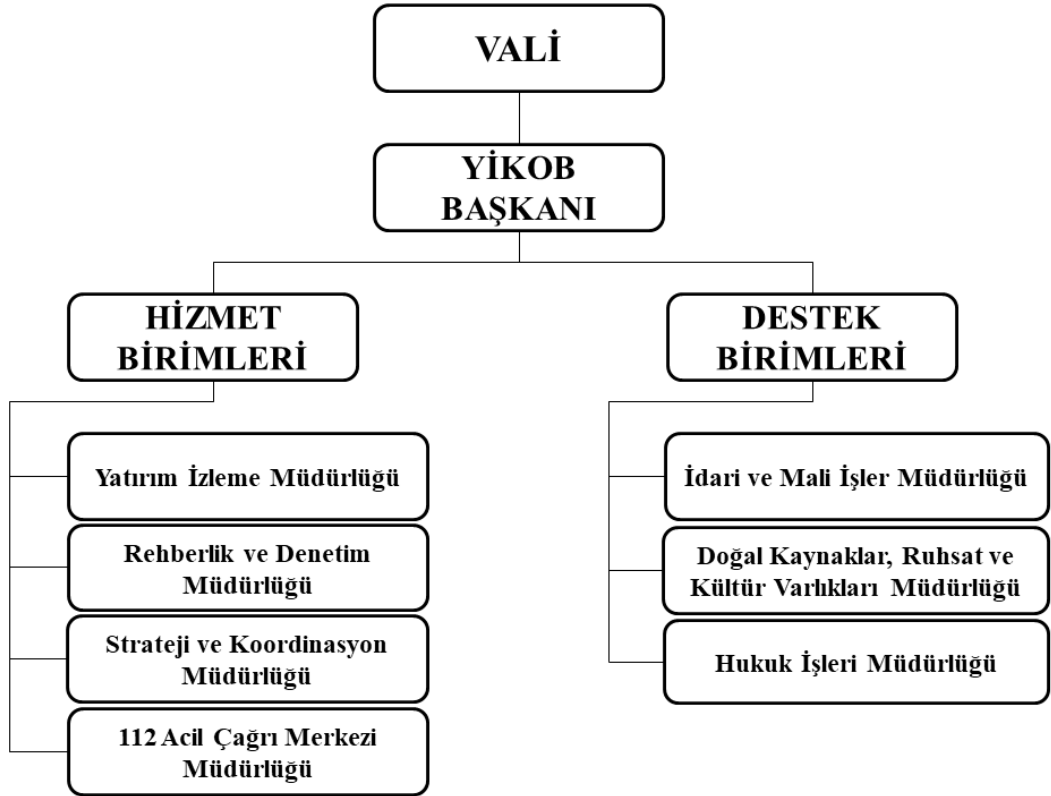 VALİ
YİKOB
BAŞKANI
HİZMET
BİRİMLERİ
Yatırım İzleme Müdürlüğü
Rehberlik ve Denetim
Müdürlüğü
Strateji ve Koordinasyon
Müdürlüğü
112 Acil Çağrı Merkezi
Müdürlüğü
DESTEK
BİRİMLERİ
İdari ve Mali İşler Müdürlüğü
Doğal Kaynaklar, Ruhsat ve
Kültür Varlıkları Müdürlüğü
Hukuk İşleri Müdürlüğü